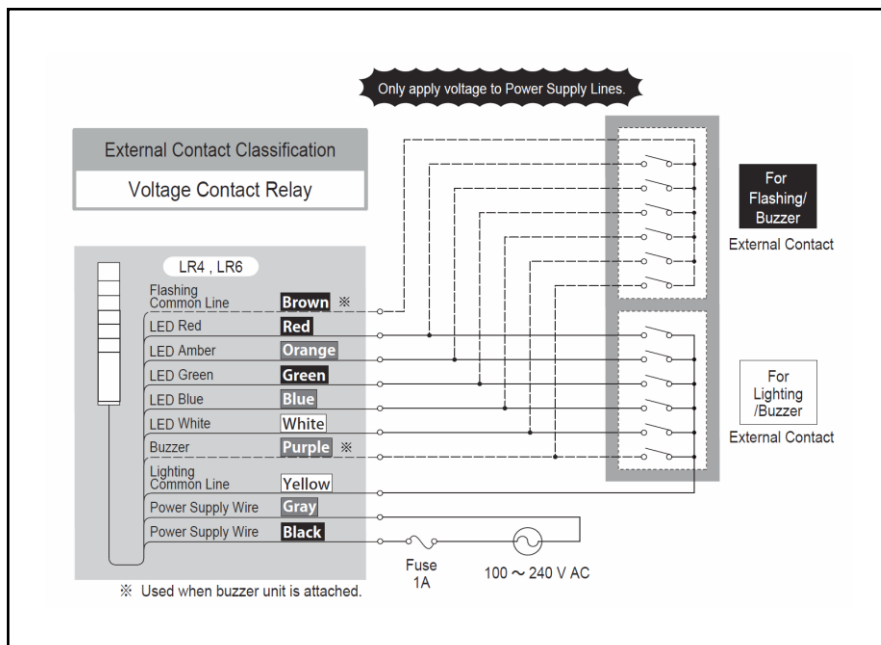 Only apply voltage to Power Supply Lines.
External Contact Classification
Voltage Contact Relay
For
Flashing/
Buzzer
External Contact
LR4 , LR6
Flashing
Common Line Brown ※
LED Red Red
LED Amber Orange
LED Green Green
LED Blue Blue
LED White White
Buzzer Purple ※
Lighting
Common Line Yellow
Power Supply Wire Gray
Power Supply Wire Black
For
Lighting
/Buzzer
External Contact
Fuse
1A
100 ～ 240 V AC
※ Used when buzzer unit is attached.